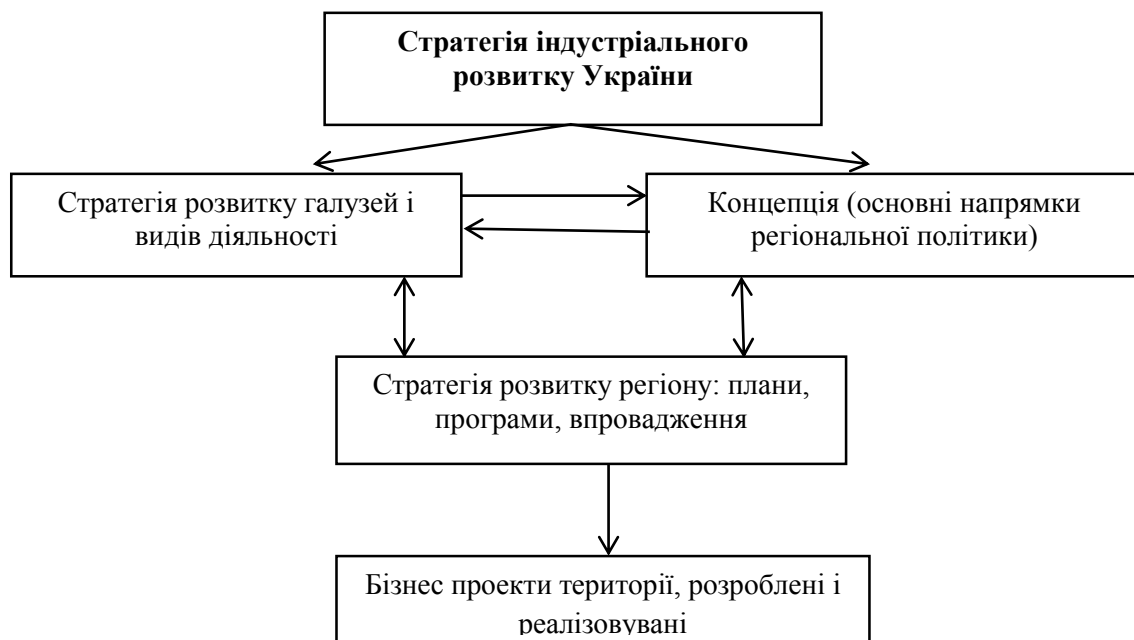 Стратегія індустріального
розвитку України
Стратегія розвитку галузей і
видів діяльності
Концепція (основні напрямки
регіональної політики)
Стратегія розвитку регіону: плани,
програми, впровадження
Бізнес проекти території, розроблені і
реалізовувані